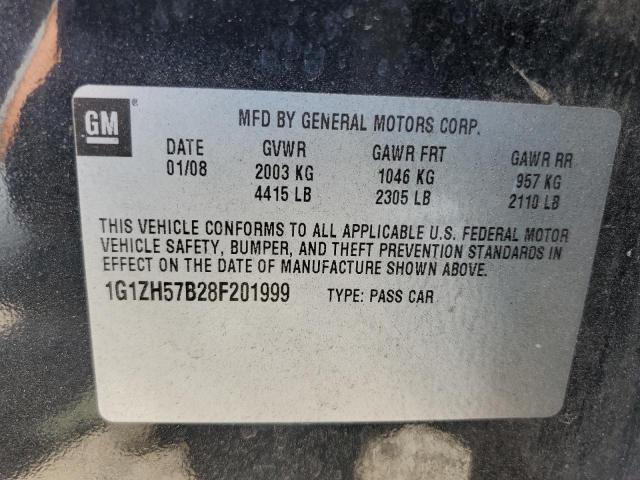 GM ® MFD BY GENERAL MOTORS CORP.
DATE GVWR GAWR FRT GAWR RR
01/08 2003 KG 1046 KG 957 KG
4415 LB 2305 LB 2110 LB
THIS VEHICLE CONFORMS TO ALL APPLICABLE U.S. FEDERAL MOTOR
VEHICLE SAFETY, BUMPER, AND THEFT PREVENTION STANDARDS IN
EFFECT ON THE DATE OF MANUFACTURE SHOWN ABOVE.
1G1ZH57B28F201999 TYPE: PASS CAR